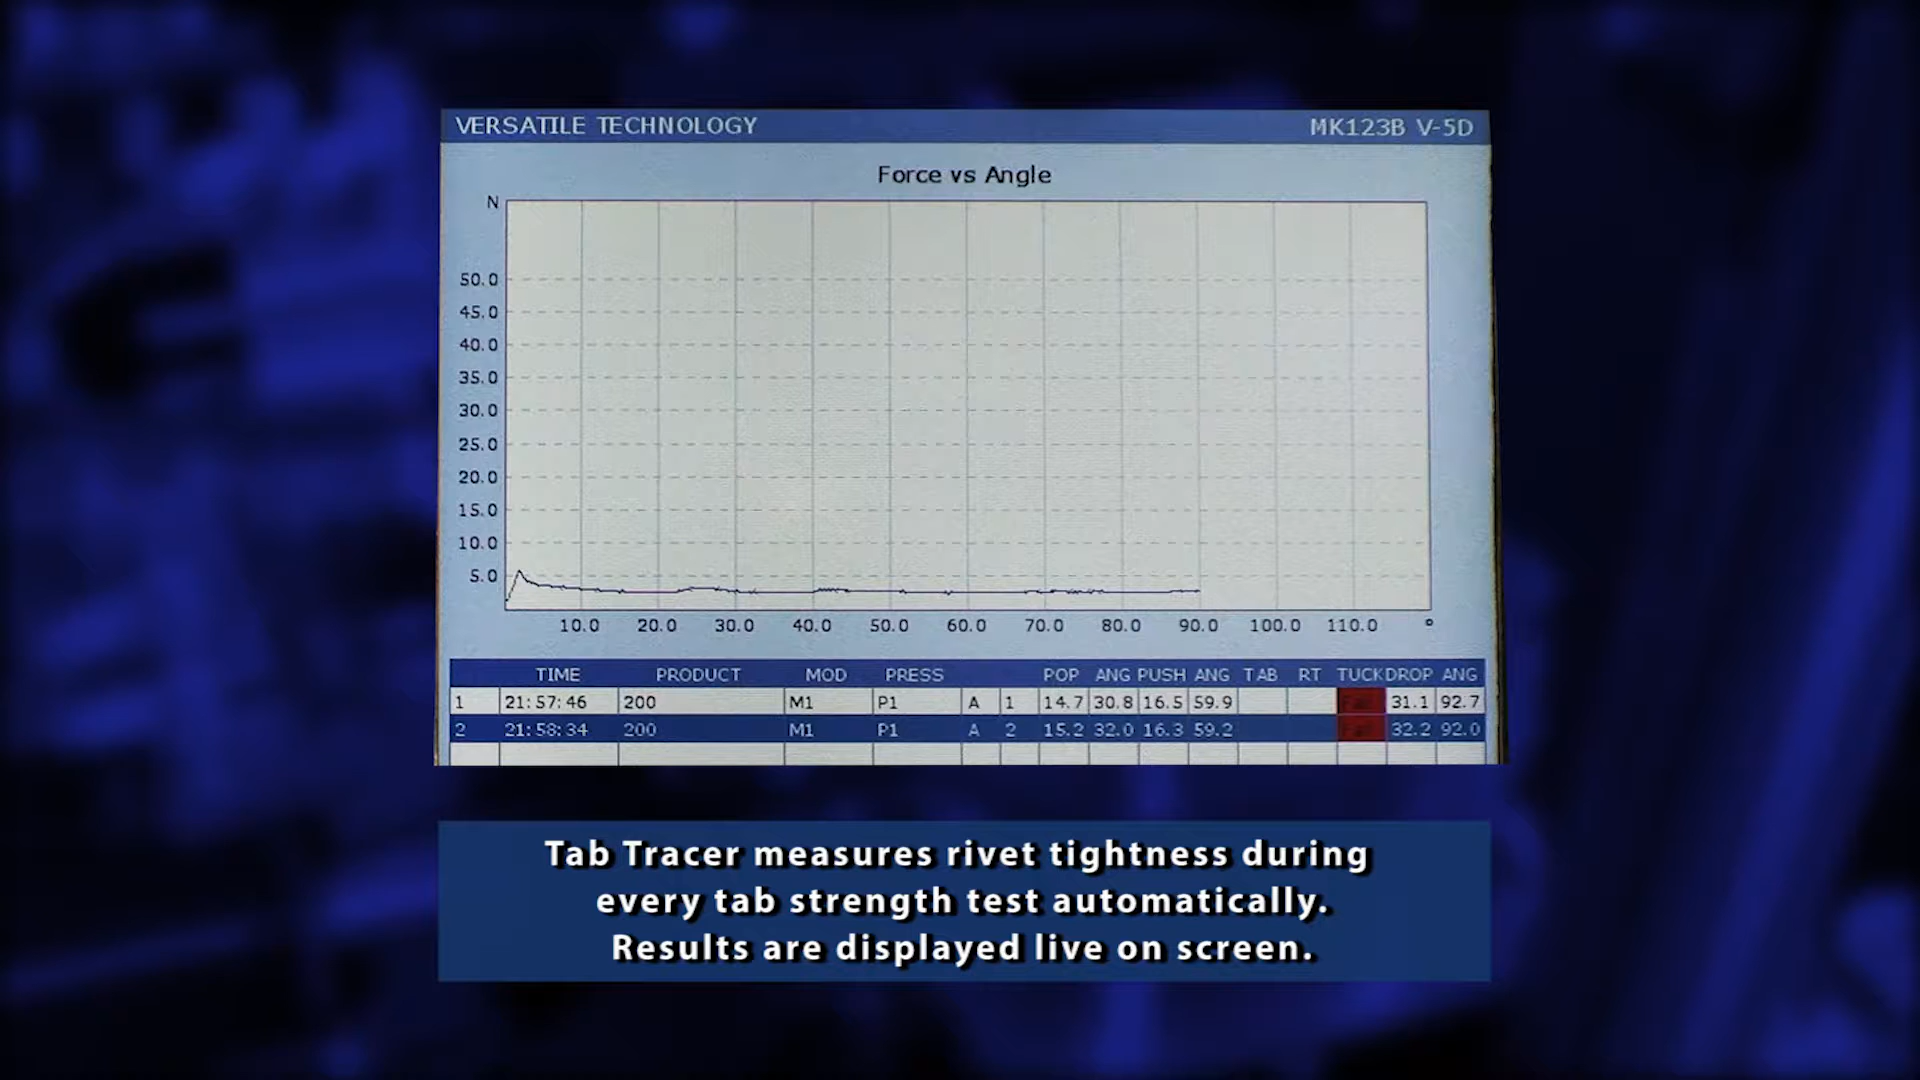 VERSATILE TECHNOLOGY MK123B V-5D
Force vs Angle
N
50.0
45.0
40.0
35.0
30.0
25.0
20.0
15.0
10.0
5.0
10.0 20.0 30.0 40.0 50.0 60.0 70.0 80.0 90.0 100.0 110.0 °
TIME PRODUCT MOD PRESS POP ANG PUSH ANG TAB RT TUCK DROP ANG
1 21:57:46 200 M1 P1 A 1 14.7 30.8 16.5 59.9 31.1 92.7
2 21:58:34 200 M1 P1 A 2 15.2 32.0 16.3 59.2 32.2 92.0
Tab Tracer measures rivet tightness during
every tab strength test automatically.
Results are displayed live on screen.